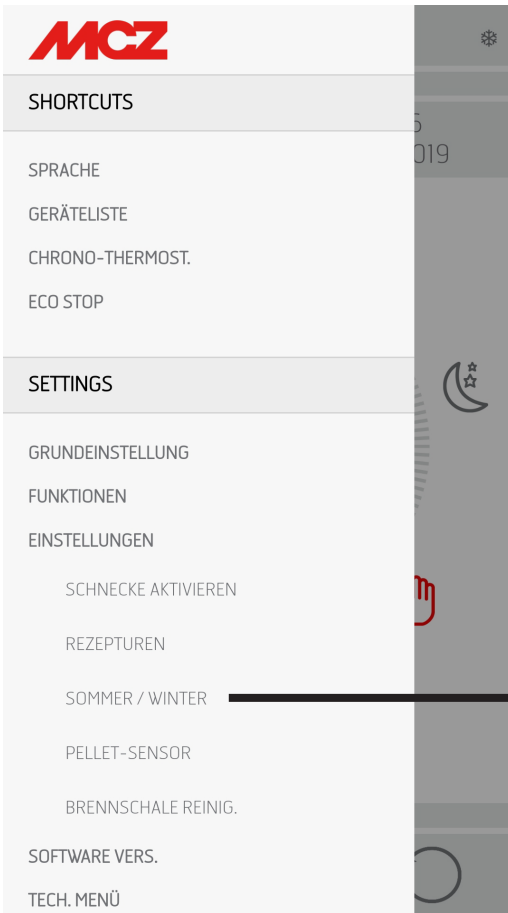 MCZ
SHORTCUTS
SPRACHE
GERÄTELISTE
CHRONO-THERMOST.
ECO STOP
SETTINGS
GRUNDEINSTELLUNG
FUNKTIONEN
EINSTELLUNGEN
SCHNECKE AKTIVIEREN
REZEPTUREN
SOMMER / WINTER
PELLET-SENSOR
BRENNSCHALE REINIG.
SOFTWARE VERS.
TECH. MENÜ